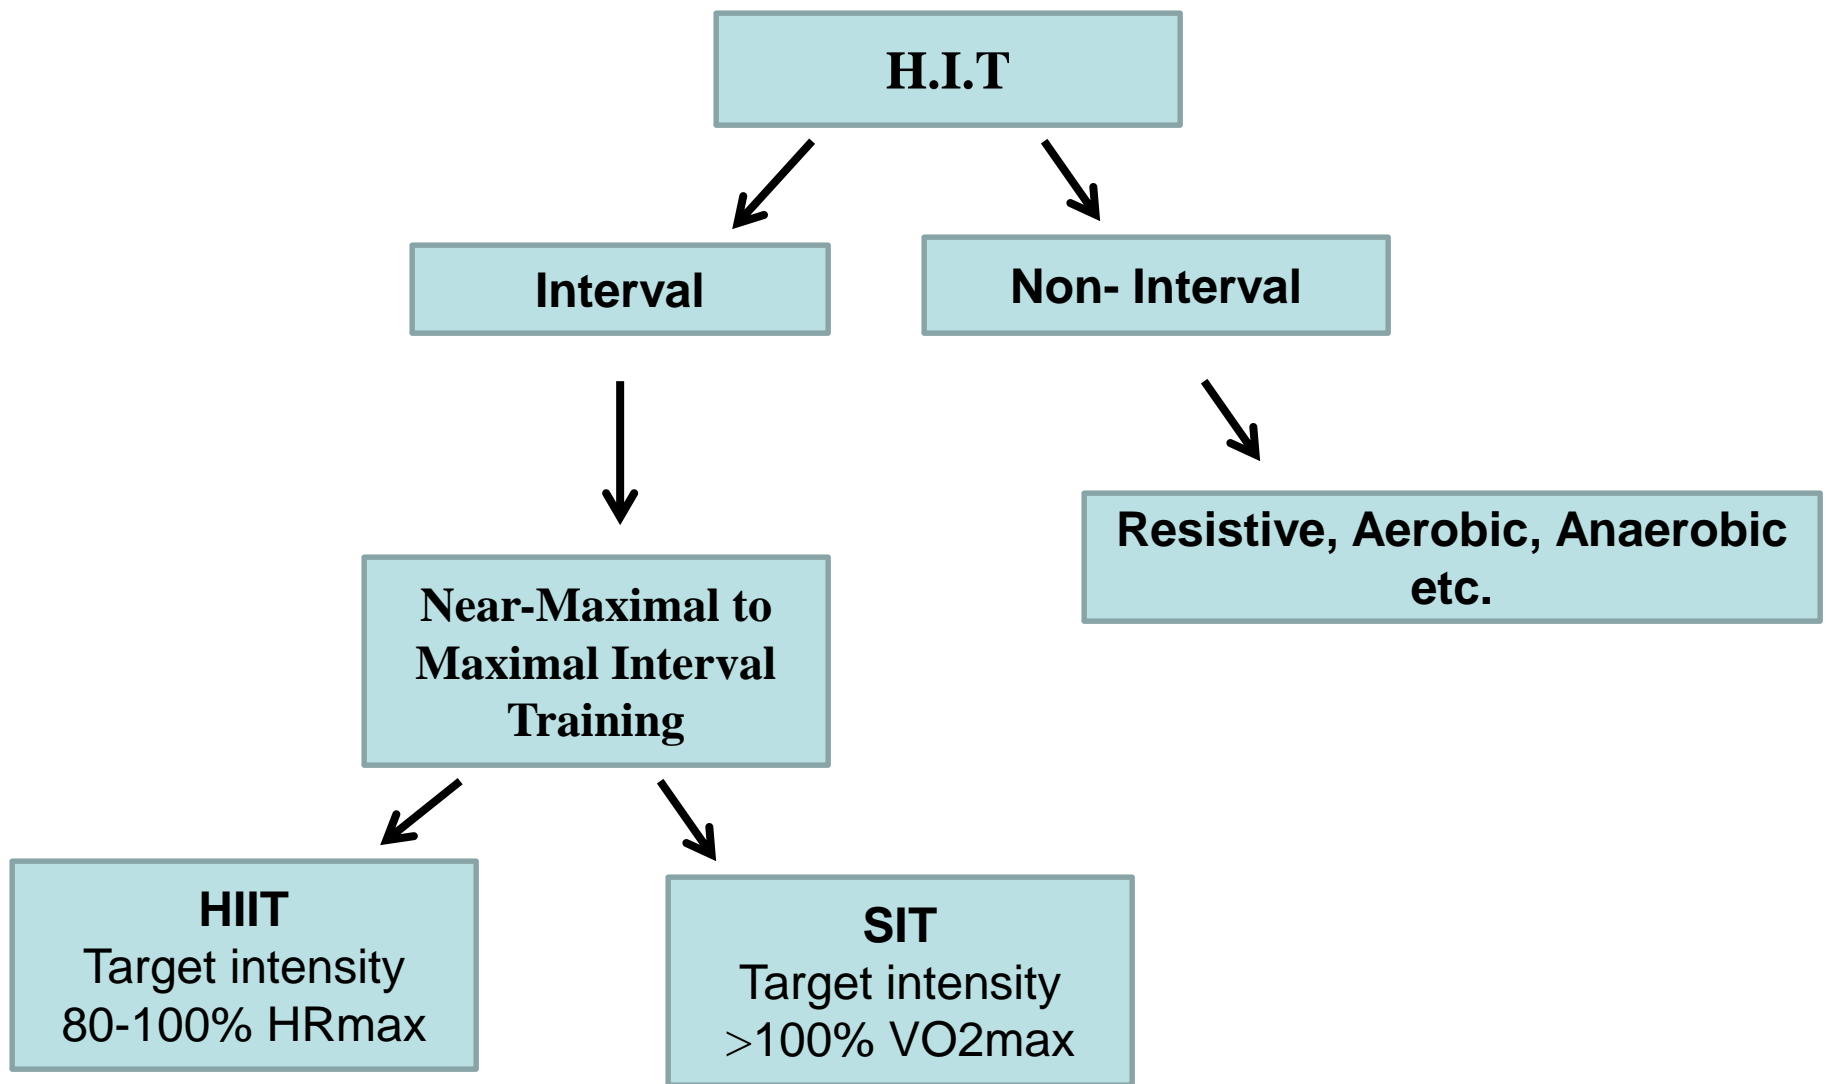 H.I.T
Interval
Non- Interval
Resistive, Aerobic, Anaerobic
etc.
Near-Maximal to
Maximal Interval
Training
HIIT
Target intensity
80-100% HRmax
SIT
Target intensity
>100% VO2max